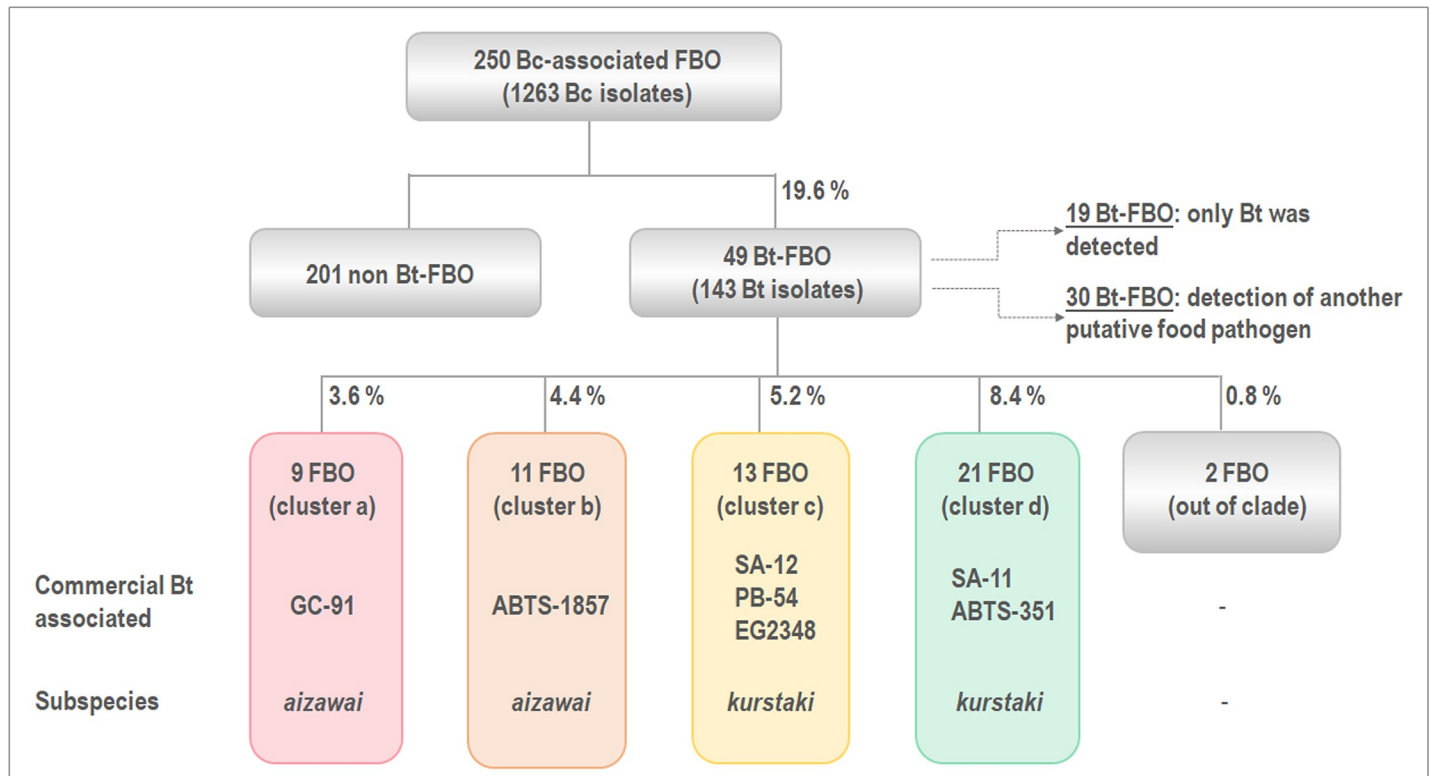 250 Bc-associated FBO
(1263 Bc isolates)
19.6 %
201 non Bt-FBO
49 Bt-FBO
(143 Bt isolates)
19 Bt-FBO: only Bt was
detected
30 Bt-FBO: detection of another
putative food pathogen
3.6 %
4.4 %
5.2 %
8.4 %
0.8 %
9 FBO
(cluster a)
11 FBO
(cluster b)
13 FBO
(cluster c)
21 FBO
(cluster d)
2 FBO
(out of clade)
Commercial Bt
associated
GC-91
ABTS-1857
SA-12
PB-54
EG2348
SA-11
ABTS-351
-
Subspecies
aizawai
aizawai
kurstaki
kurstaki
-